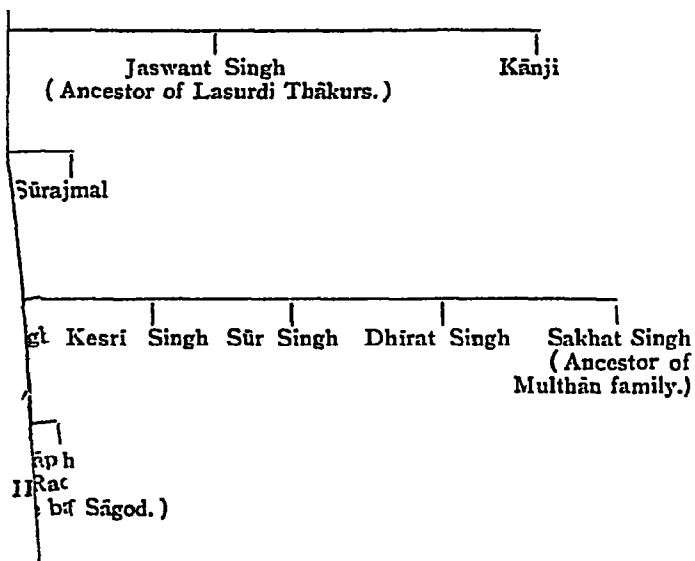 Jaswant Singh Kānji
(Ancestor of Lasurdi Thākurs.)
Sūrajmal
Kesrī Singh Sūr Singh Dhirat Singh Sakhat Singh
(Ancestor of
Multhān family.)
Sāgod.)